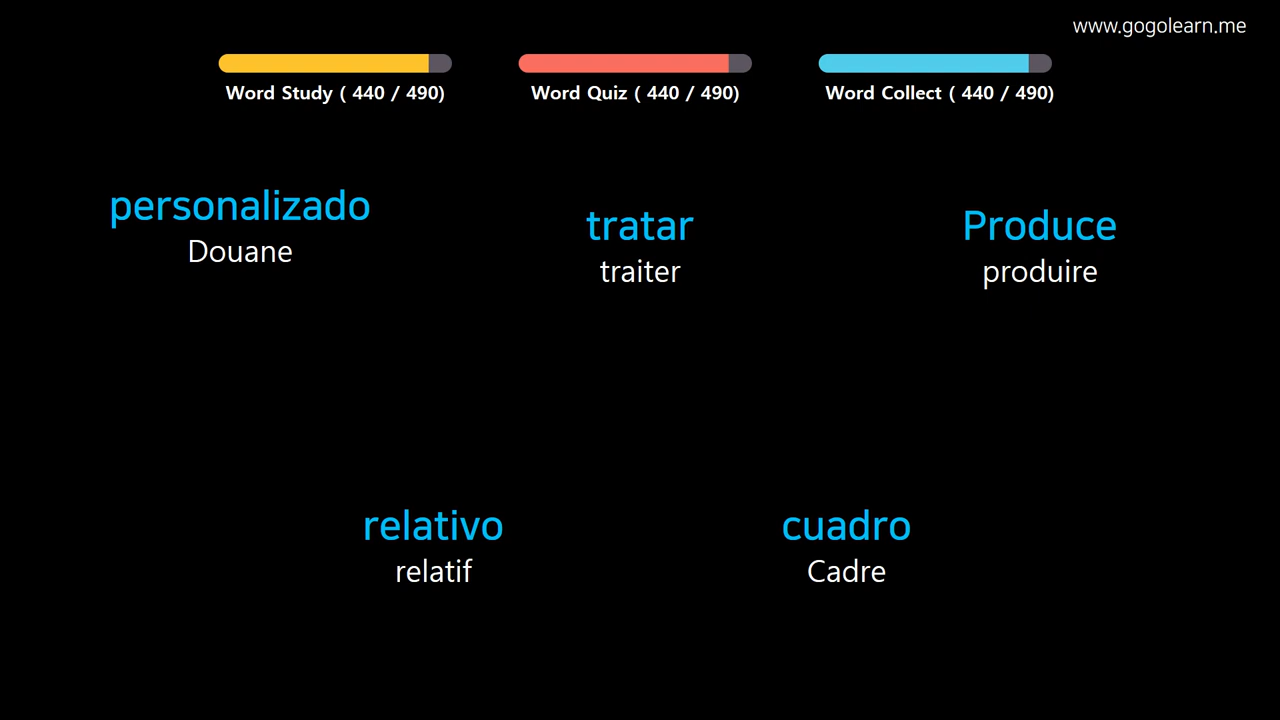 www.gogolearn.me
Word Study ( 440 / 490)
Word Quiz ( 440 / 490)
Word Collect ( 440 / 490)
personalizado
Douane
tratar
traiter
Produce
produire
relativo
relatif
cuadro
Cadre